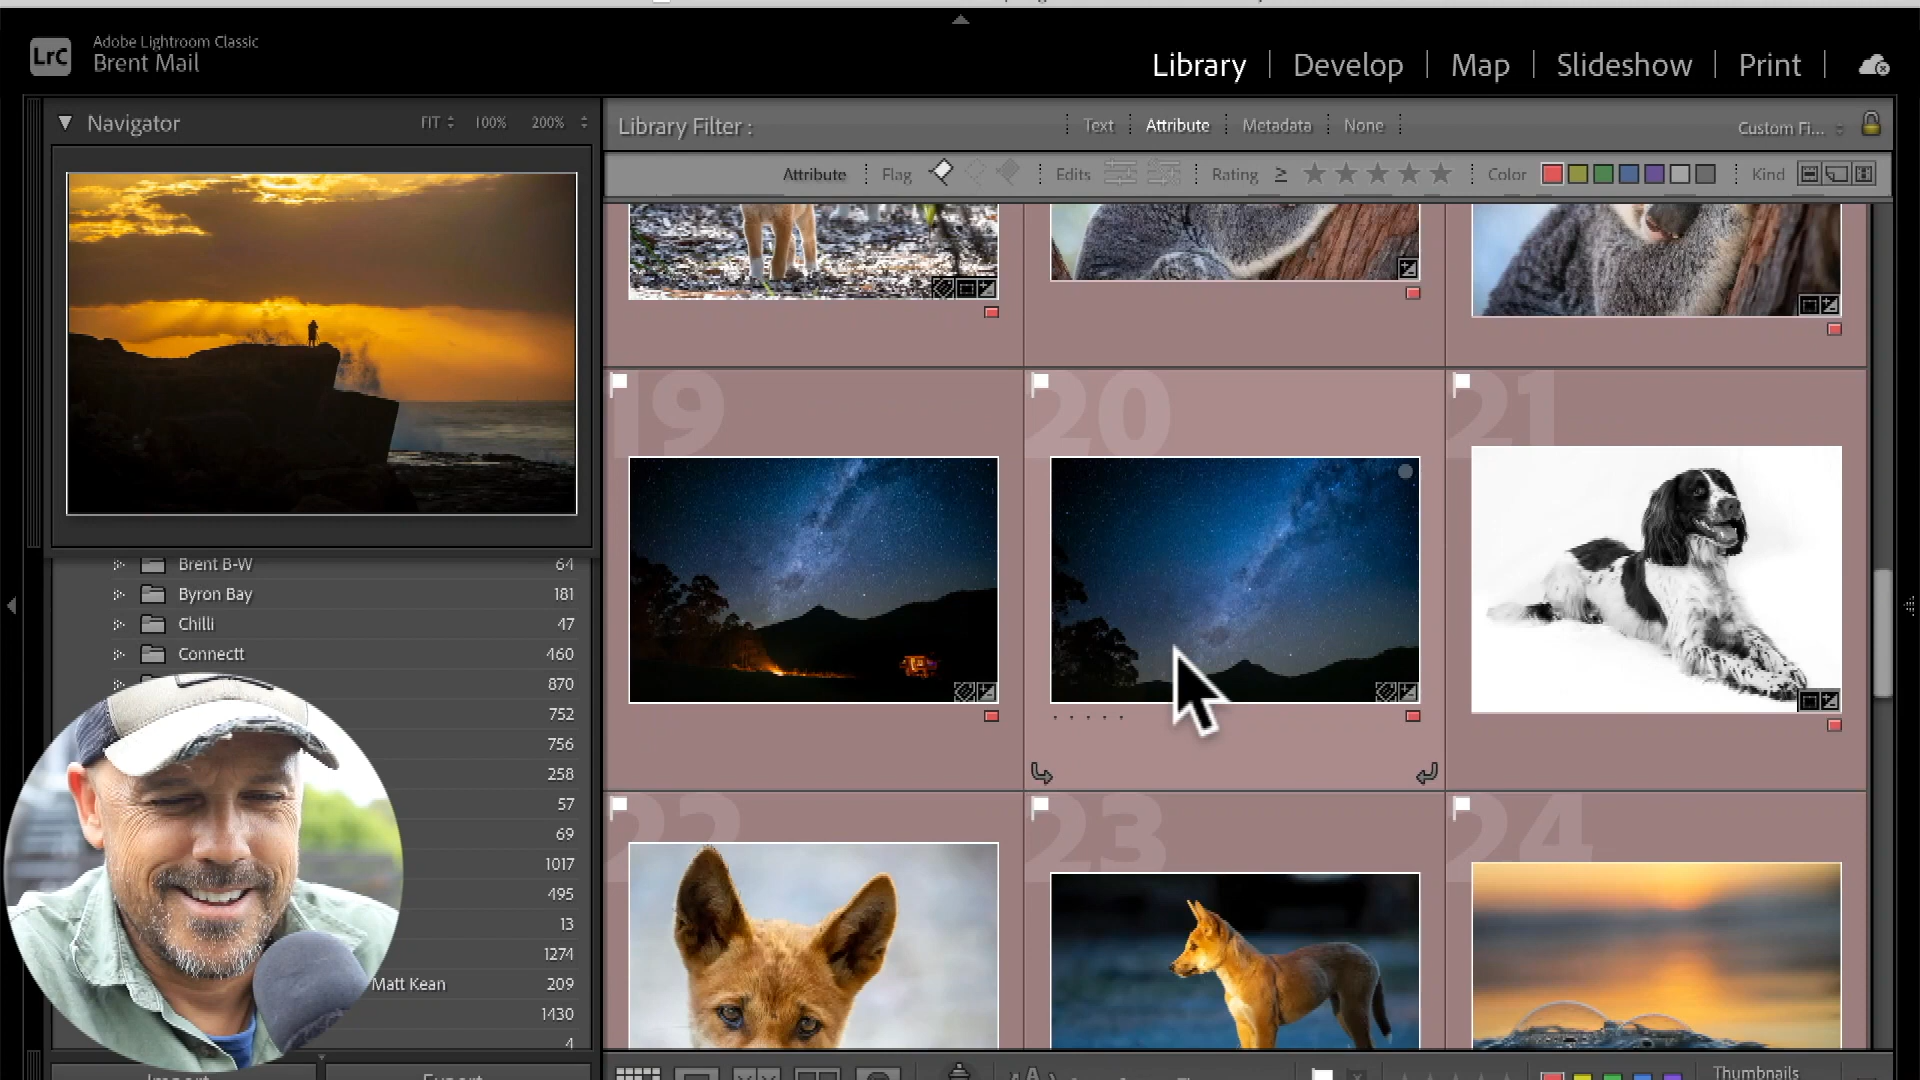 LrC
Adobe Lightroom Classic
Brent Mail
Library | Develop | Map | Slideshow | Print |
Navigator
FIT 100% 200%
Library Filter :
Text Attribute Metadata None
Custom Fi...
Attribute Flag Edits Rating ≥ Color Kind
19
20
21
22
23
24
Brent B-W 64
Byron Bay 181
Chilli 47
Connectt 460
870
752
756
258
57
69
1017
495
13
1274
Matt Kean 209
1430
4
Import
Export
Thumbnails